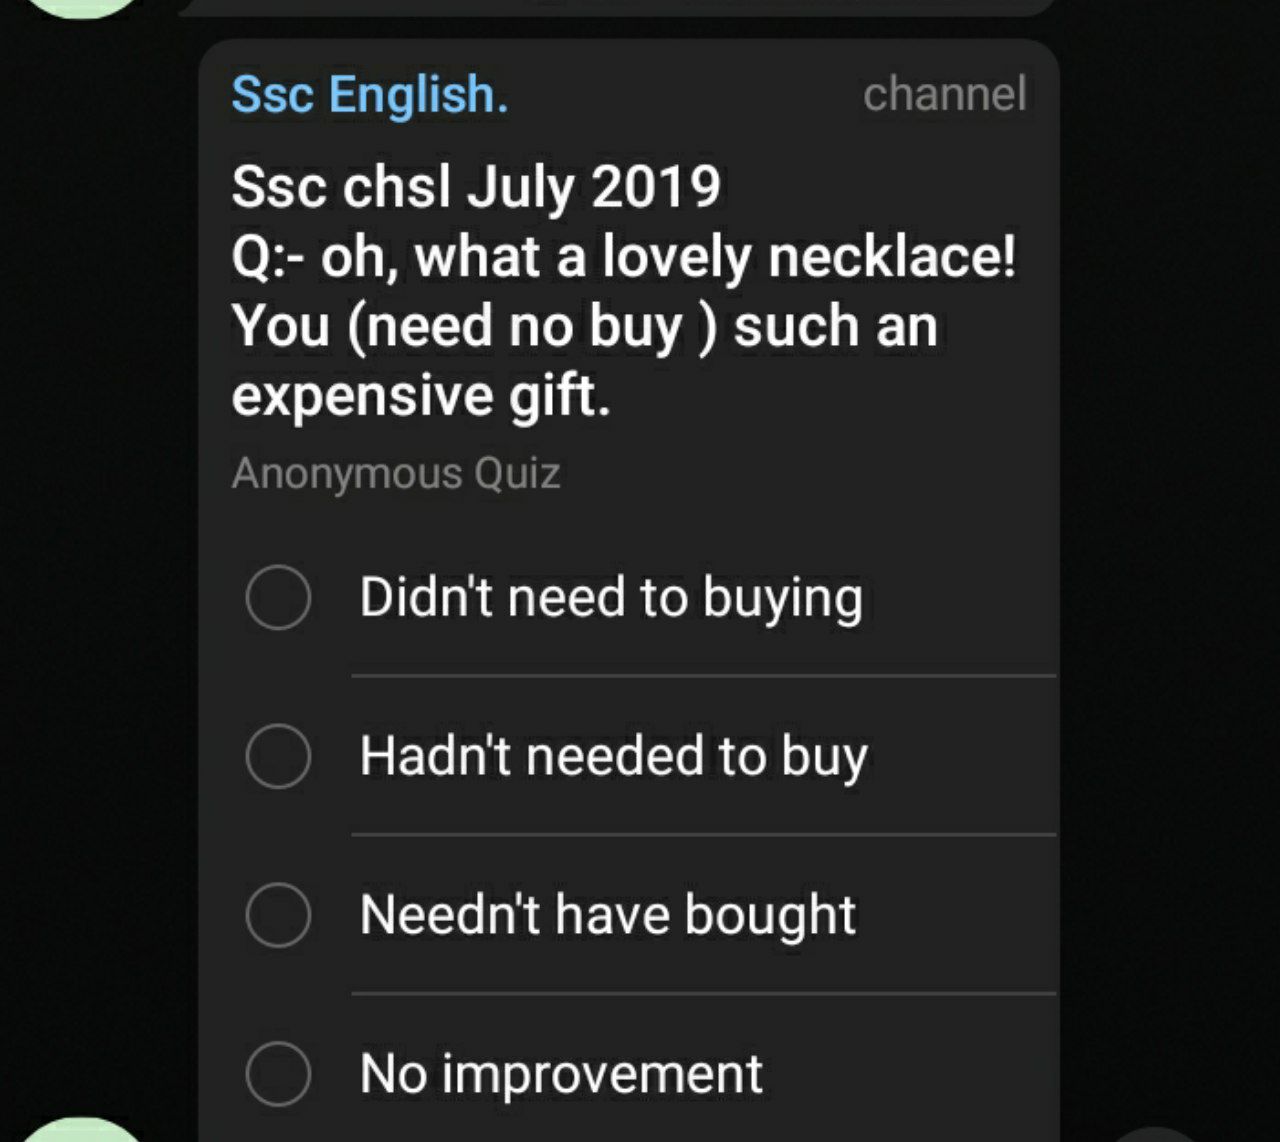 Ssc English. channel
Ssc chsl July 2019
Q:- oh, what a lovely necklace!
You (need no buy ) such an
expensive gift.
Anonymous Quiz
Didn't need to buying
Hadn't needed to buy
Needn't have bought
No improvement